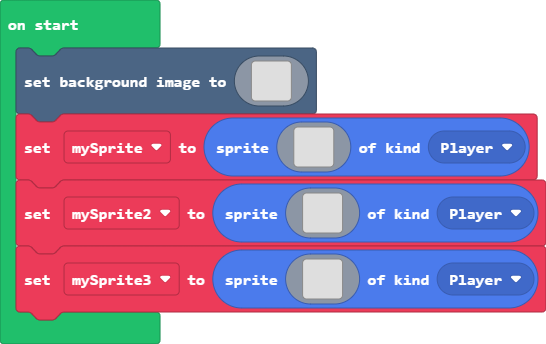 on start
set background image to
set mySprite to sprite of kind Player
set mySprite2 to sprite of kind Player
set mySprite3 to sprite of kind Player